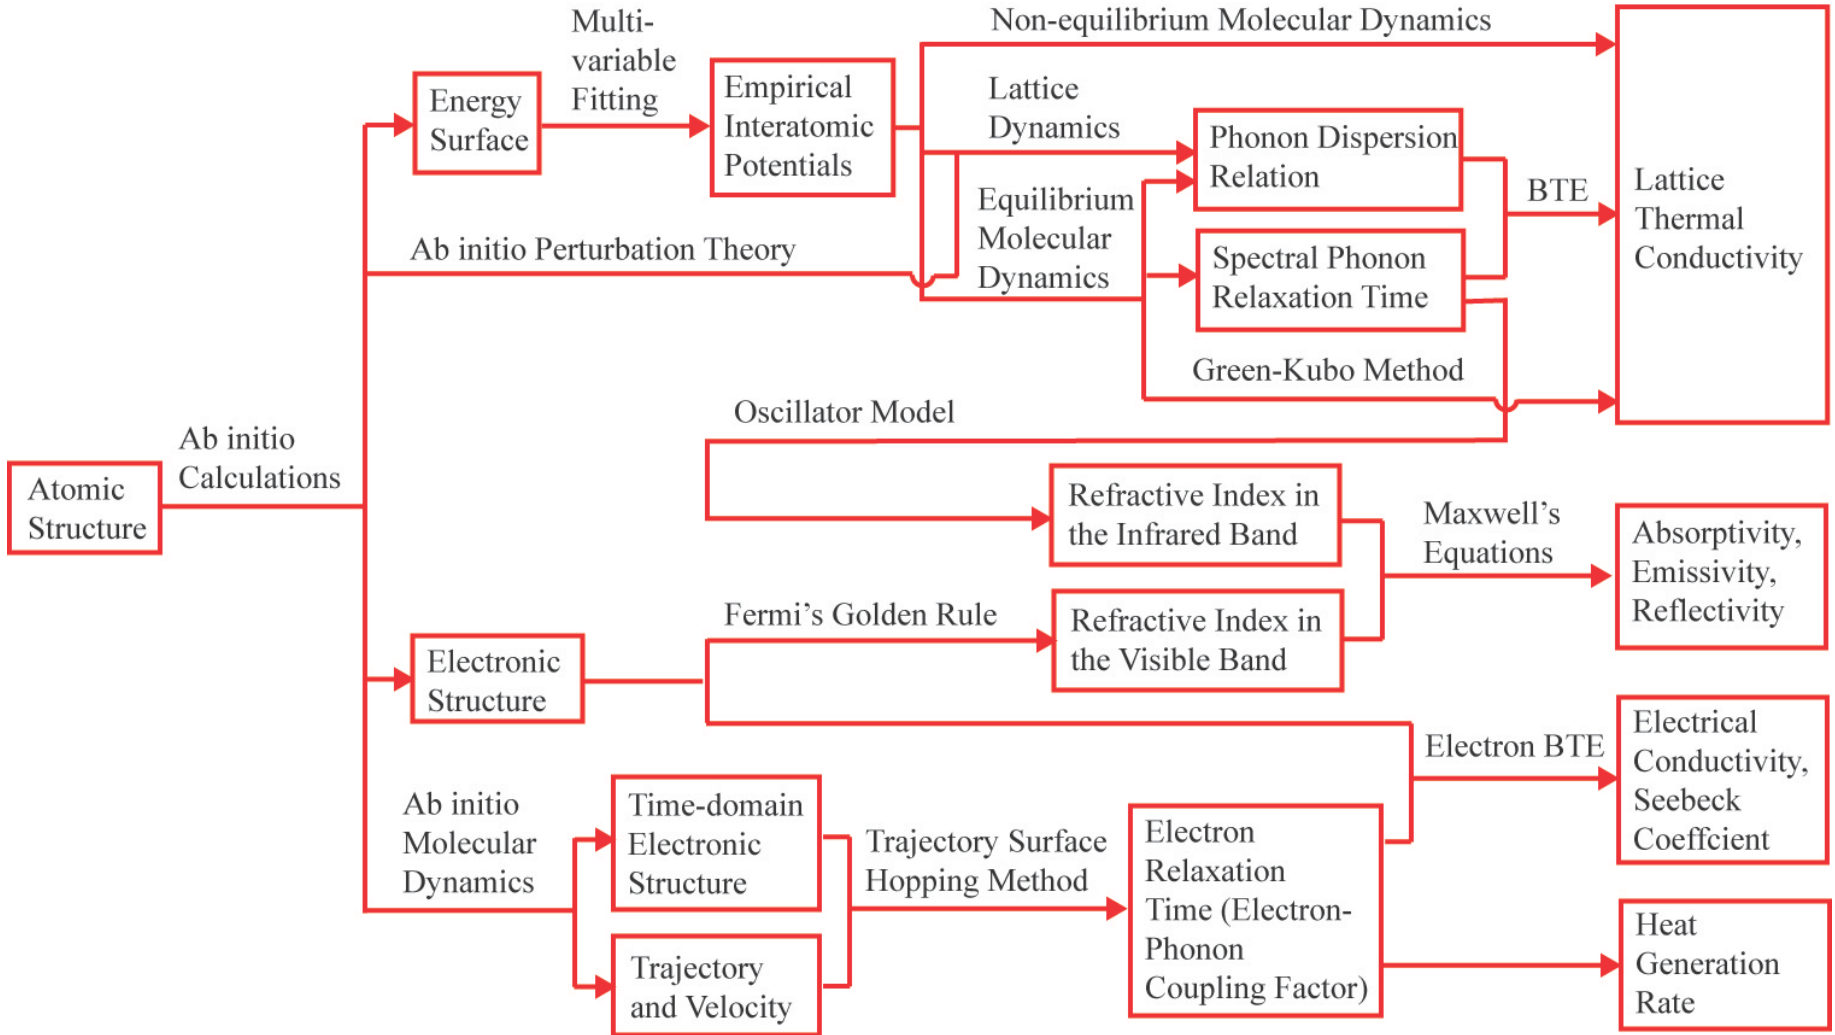 Multi-
variable
Fitting
Non-equilibrium Molecular Dynamics
Energy
Surface
Empirical
Interatomic
Potentials
Lattice
Dynamics
Phonon Dispersion
Relation
BTE
Lattice
Thermal
Conductivity
Ab initio Perturbation Theory
Equilibrium
Molecular
Dynamics
Spectral Phonon
Relaxation Time
Green-Kubo Method
Oscillator Model
Ab initio
Calculations
Atomic
Structure
Refractive Index in
the Infrared Band
Maxwell’s
Equations
Absorptivity,
Emissivity,
Reflectivity
Fermi’s Golden Rule
Refractive Index in
the Visible Band
Electronic
Structure
Electron BTE
Electrical
Conductivity,
Seebeck
Coeffcient
Ab initio
Molecular
Dynamics
Time-domain
Electronic
Structure
Trajectory
and Velocity
Trajectory Surface
Hopping Method
Electron
Relaxation
Time (Electron-
Phonon
Coupling Factor)
Heat
Generation
Rate